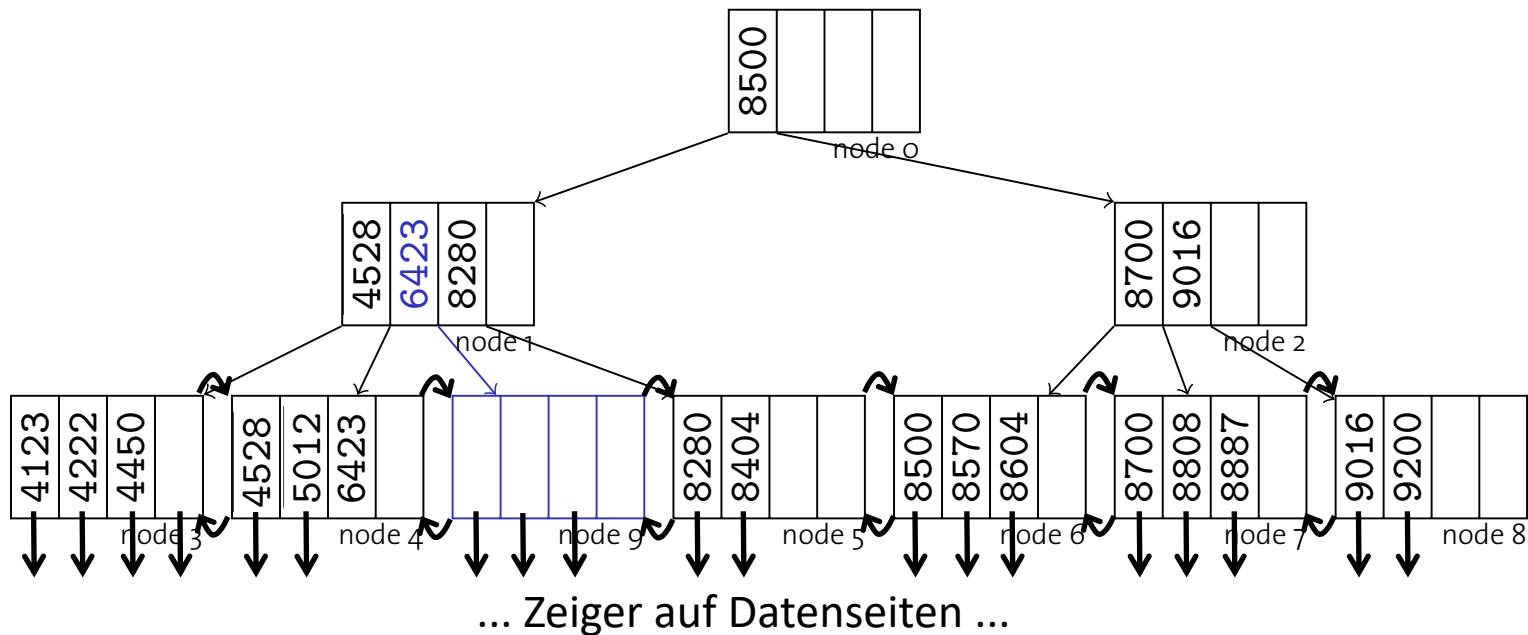 8500
node 0
4528 6423 8280
node 1
8700 9016
node 2
4123 4222 4450
node 3
4528 5012 6423
node 4
node 9
8280 8404
node 5
8500 8570 8604
node 6
8700 8808 8887
node 7
9016 9200
node 8
... Zeiger auf Datenseiten ...